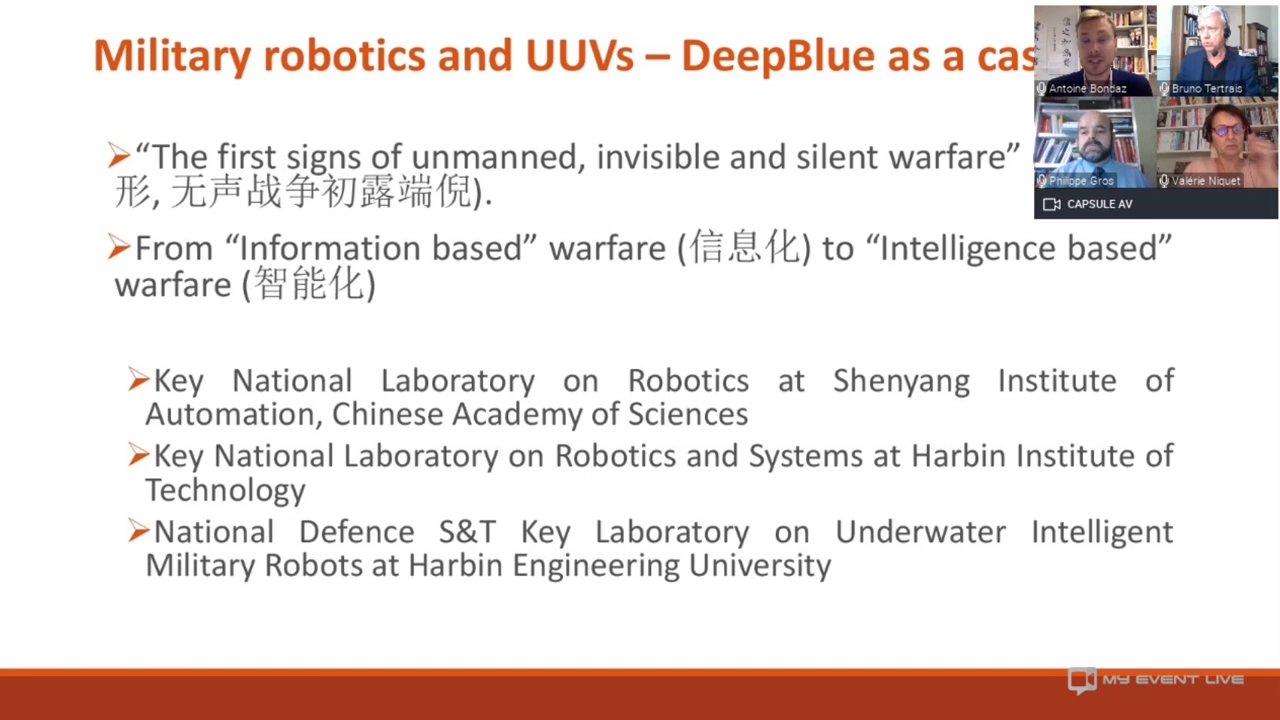 Military robotics and UUVs – DeepBlue as a cas
➢“The first signs of unmanned, invisible and silent warfare”
形, 无声战争初露端倪).
➢From “Information based” warfare (信息化) to “Intelligence based”
warfare (智能化)
➢Key National Laboratory on Robotics at Shenyang Institute of
Automation, Chinese Academy of Sciences
➢Key National Laboratory on Robotics and Systems at Harbin Institute of
Technology
➢National Defence S&T Key Laboratory on Underwater Intelligent
Military Robots at Harbin Engineering University
Antoine Bondaz
Bruno Tertrais
Philippe Gros
Valérie Niquet
CAPSULE AV
MY EVENT LIVE